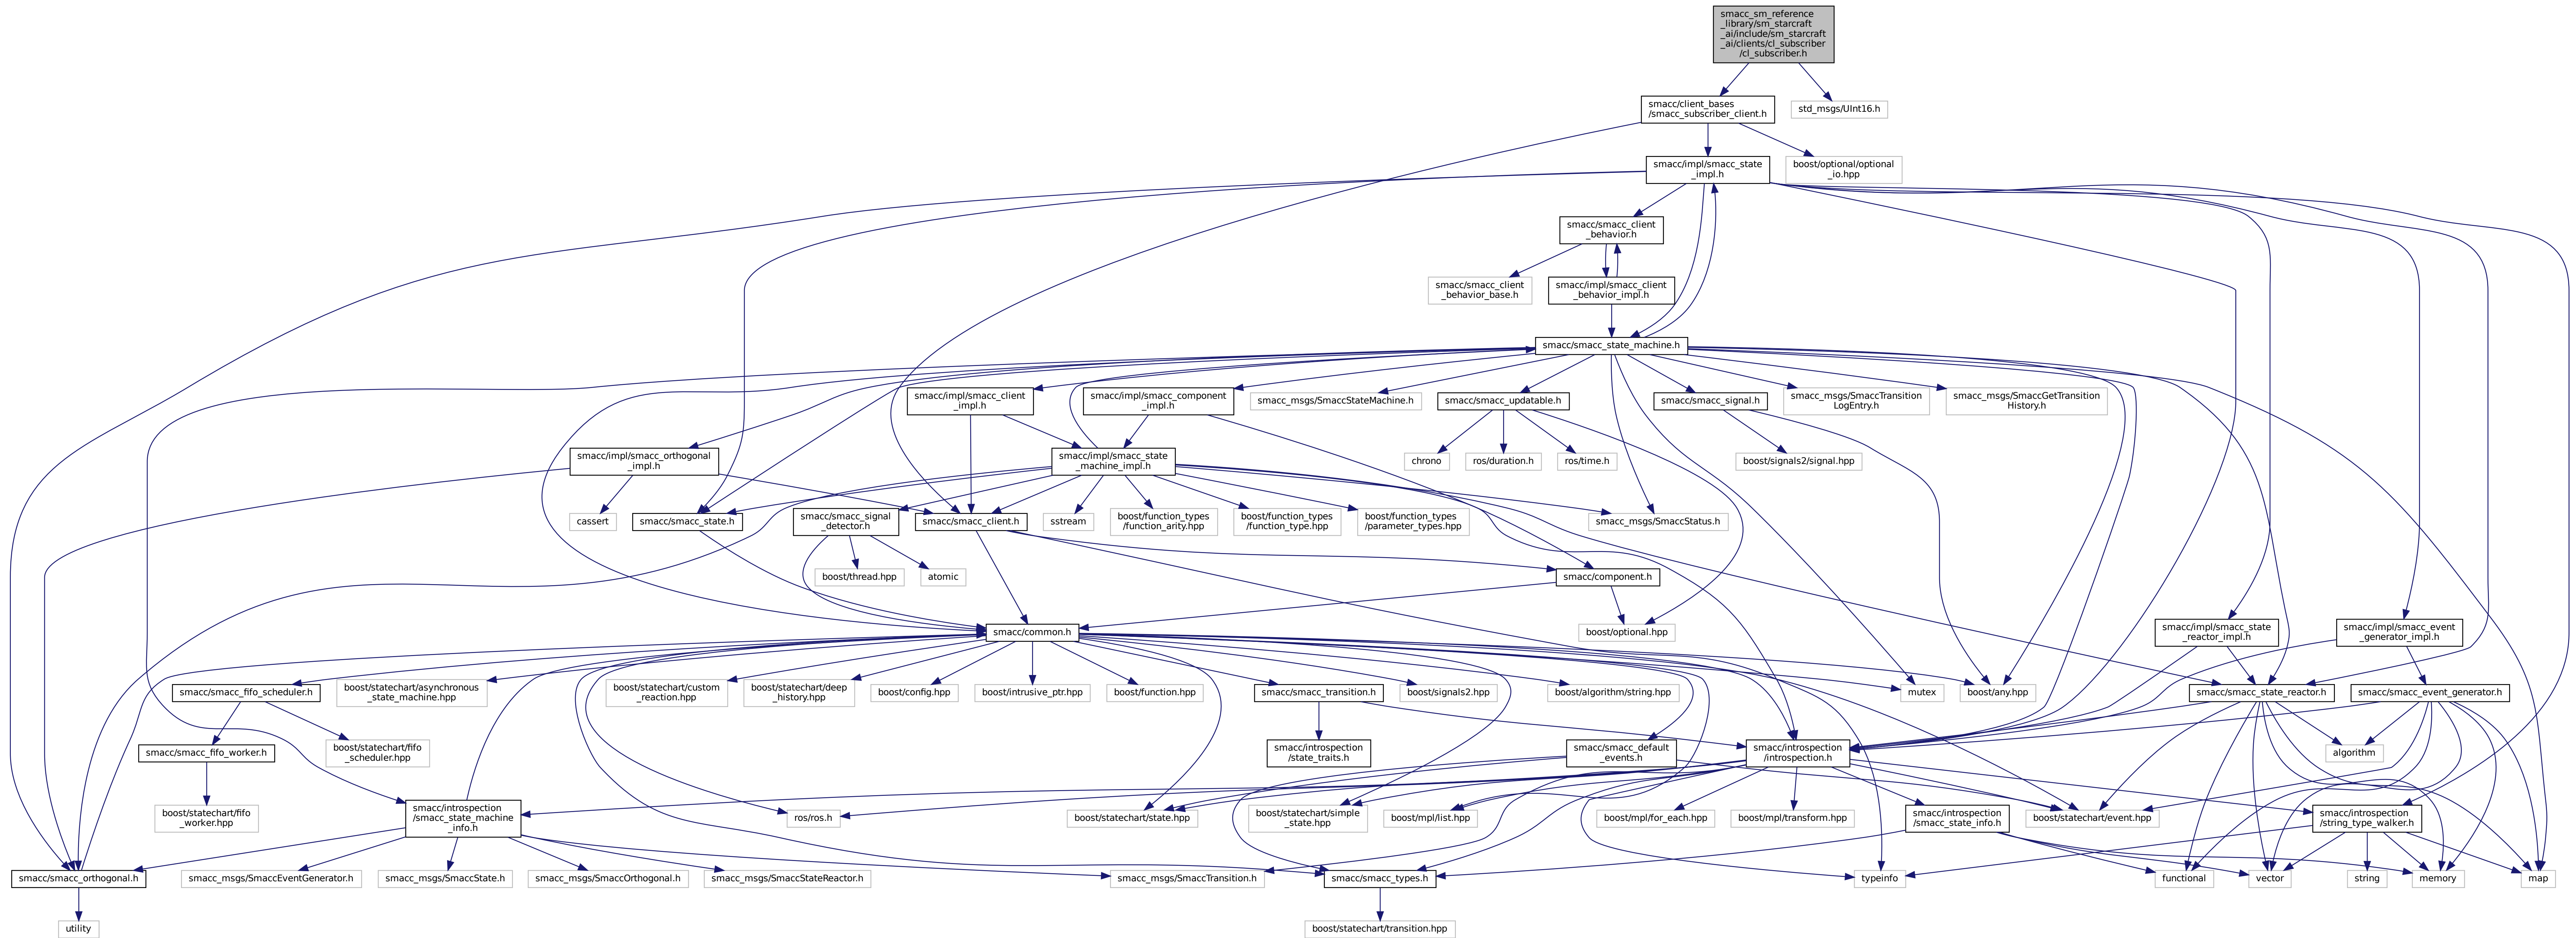 smacc_sm_reference
_library/sm_starcraft
_ai/include/sm_starcraft
_ai/clients/cl_subscriber
/cl_subscriber.h
smacc/client_bases
/smacc_subscriber_client.h
std_msgs/UInt16.h
smacc/impl/smacc_state
_impl.h
boost/optional/optional
_io.hpp
smacc/smacc_client
_behavior.h
smacc/smacc_client
_behavior_base.h
smacc/impl/smacc_client
_behavior_impl.h
smacc/smacc_state_machine.h
smacc/impl/smacc_client
_impl.h
smacc/impl/smacc_component
_impl.h
smacc_msgs/SmaccStateMachine.h
smacc/smacc_updatable.h
smacc/smacc_signal.h
smacc_msgs/SmaccTransition
LogEntry.h
smacc_msgs/SmaccGetTransition
History.h
smacc/impl/smacc_orthogonal
_impl.h
smacc/impl/smacc_state
_machine_impl.h
chrono
ros/duration.h
ros/time.h
boost/signals2/signal.hpp
cassert
smacc/smacc_state.h
smacc/smacc_signal
_detector.h
smacc/smacc_client.h
sstream
boost/function_types
/function_arity.hpp
boost/function_types
/function_type.hpp
boost/function_types
/parameter_types.hpp
smacc_msgs/SmaccStatus.h
boost/thread.hpp
atomic
smacc/component.h
smacc/common.h
boost/optional.hpp
smacc/impl/smacc_state
_reactor_impl.h
smacc/impl/smacc_event
_generator_impl.h
smacc/smacc_fifo_scheduler.h
boost/statechart/asynchronous
_state_machine.hpp
boost/statechart/custom
_reaction.hpp
boost/statechart/deep
_history.hpp
boost/config.hpp
boost/intrusive_ptr.hpp
boost/function.hpp
smacc/smacc_transition.h
boost/signals2.hpp
boost/algorithm/string.hpp
mutex
boost/any.hpp
smacc/smacc_state_reactor.h
smacc/smacc_event_generator.h
smacc/smacc_fifo_worker.h
boost/statechart/fifo
_scheduler.hpp
smacc/introspection
/state_traits.h
smacc/smacc_default
_events.h
smacc/introspection
/introspection.h
algorithm
boost/statechart/fifo
_worker.hpp
smacc/introspection
/smacc_state_machine
_info.h
ros/ros.h
boost/statechart/state.hpp
boost/statechart/simple
_state.hpp
boost/mpl/list.hpp
boost/mpl/for_each.hpp
boost/mpl/transform.hpp
smacc/introspection
/smacc_state_info.h
boost/statechart/event.hpp
smacc/introspection
/string_type_walker.h
smacc/smacc_orthogonal.h
smacc_msgs/SmaccEventGenerator.h
smacc_msgs/SmaccState.h
smacc_msgs/SmaccOrthogonal.h
smacc_msgs/SmaccStateReactor.h
smacc_msgs/SmaccTransition.h
smacc/smacc_types.h
typeinfo
functional
vector
string
memory
map
utility
boost/statechart/transition.hpp